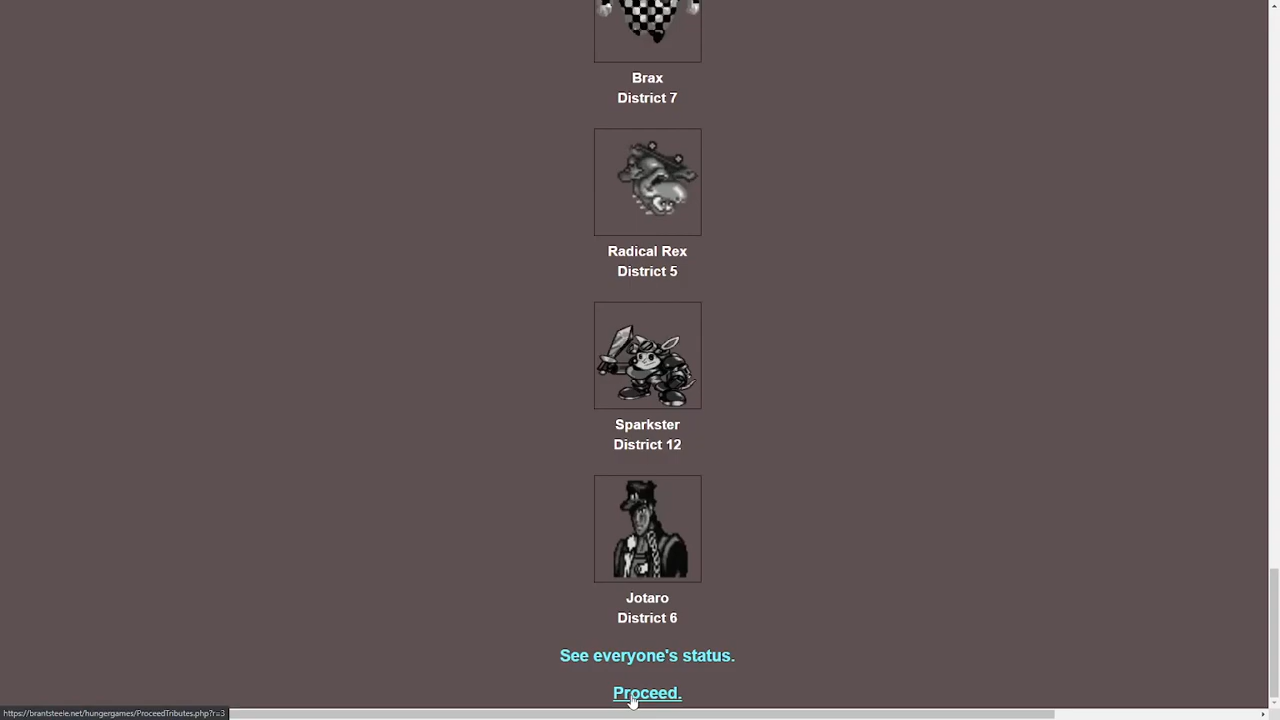 Brax
District 7
Radical Rex
District 5
Sparkster
District 12
Jotaro
District 6
See everyone's status.
Proceed.
https://brantsteele.net/hungergames/ProceedTributes.php?r=3